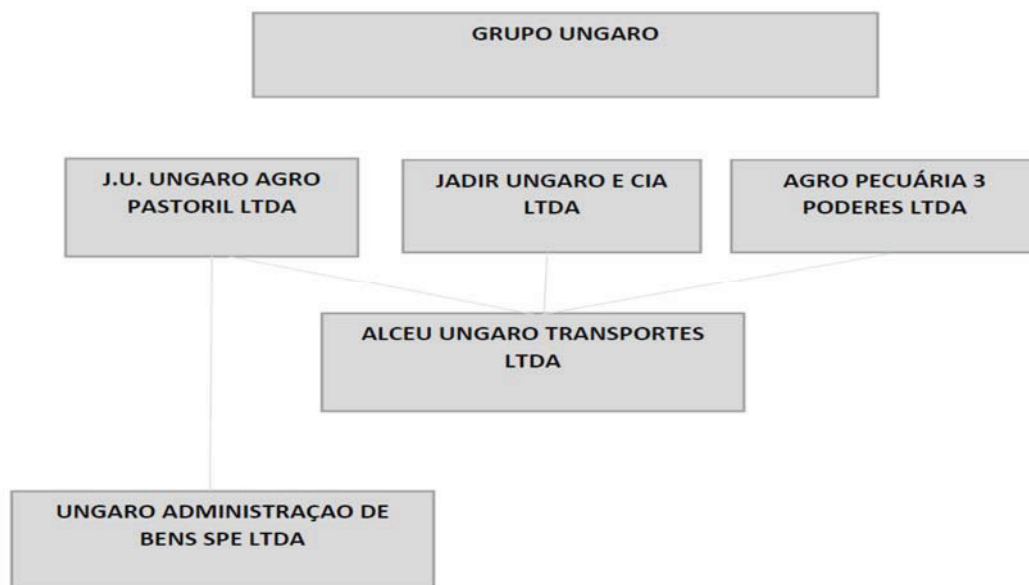 GRUPO UNGARO
J.U. UNGARO AGRO
PASTORIL LTDA
JADIR UNGARO E CIA
LTDA
AGRO PECUÁRIA 3
PODERES LTDA
ALCEU UNGARO TRANSPORTES
LTDA
UNGARO ADMINISTRAÇAO DE
BENS SPE LTDA